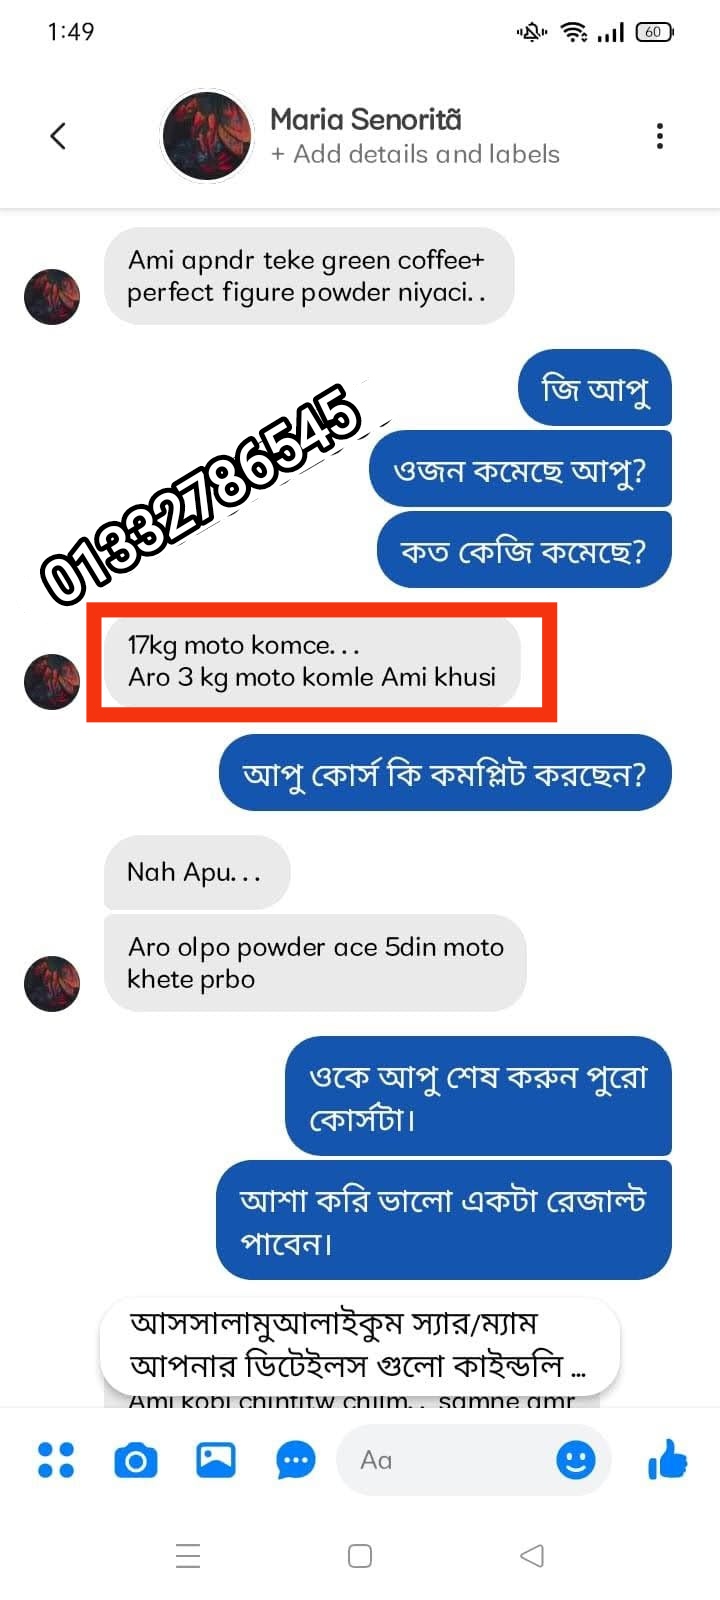 1:49
60
Maria Senoritã
+ Add details and labels
Ami apndr teke green coffee+
perfect figure powder niyaci. .
জি আপু
ওজন কমেছে আপু?
কত কেজি কমেছে?
01332786545
17kg moto komce. . .
Aro 3 kg moto komle Ami khusi
আপু কোর্স কি কমপ্লিট করছেন?
Nah Apu. . .
Aro olpo powder ace 5din moto
khete prbo
ওকে আপু শেষ করুন পুরো
কোর্সটা।
আশা করি ভালো একটা রেজাল্ট
পাবেন।
আসসালামুআলাইকুম স্যার/ম্যাম
আপনার ডিটেইলস গুলো কাইন্ডলি ...
Ami kobi chintitw chilm. . samne amr
Aa